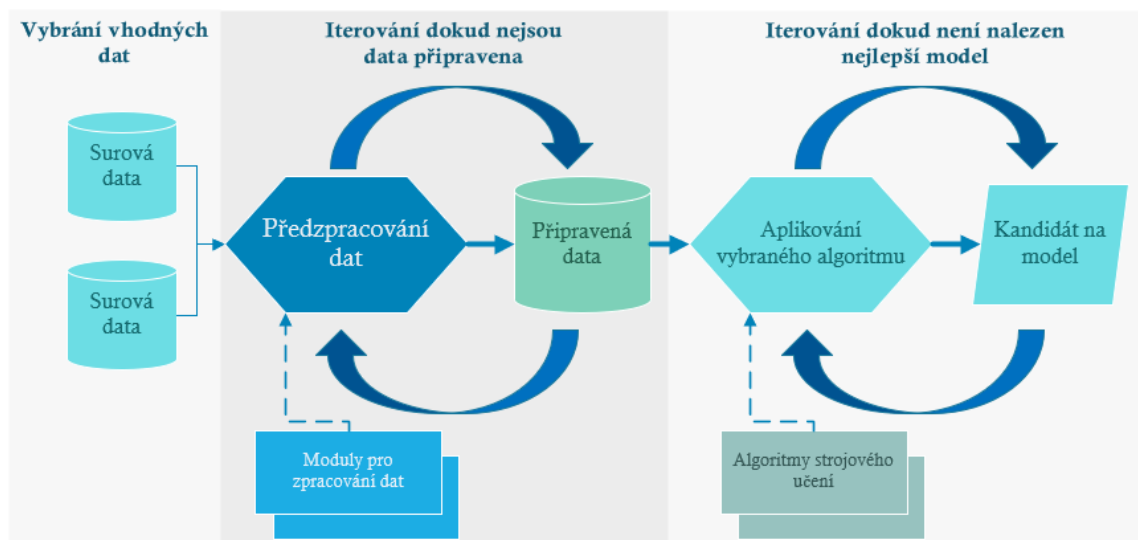 Vybrání vhodných
dat
Iterování dokud nejsou
data připravena
Iterování dokud není nalezen
nejlepší model
Surová
data
Surová
data
Předzpracování
dat
Připravená
data
Aplikování
vybraného algoritmu
Kandidát na
model
Moduly pro
zpracování dat
Algoritmy strojového
učení